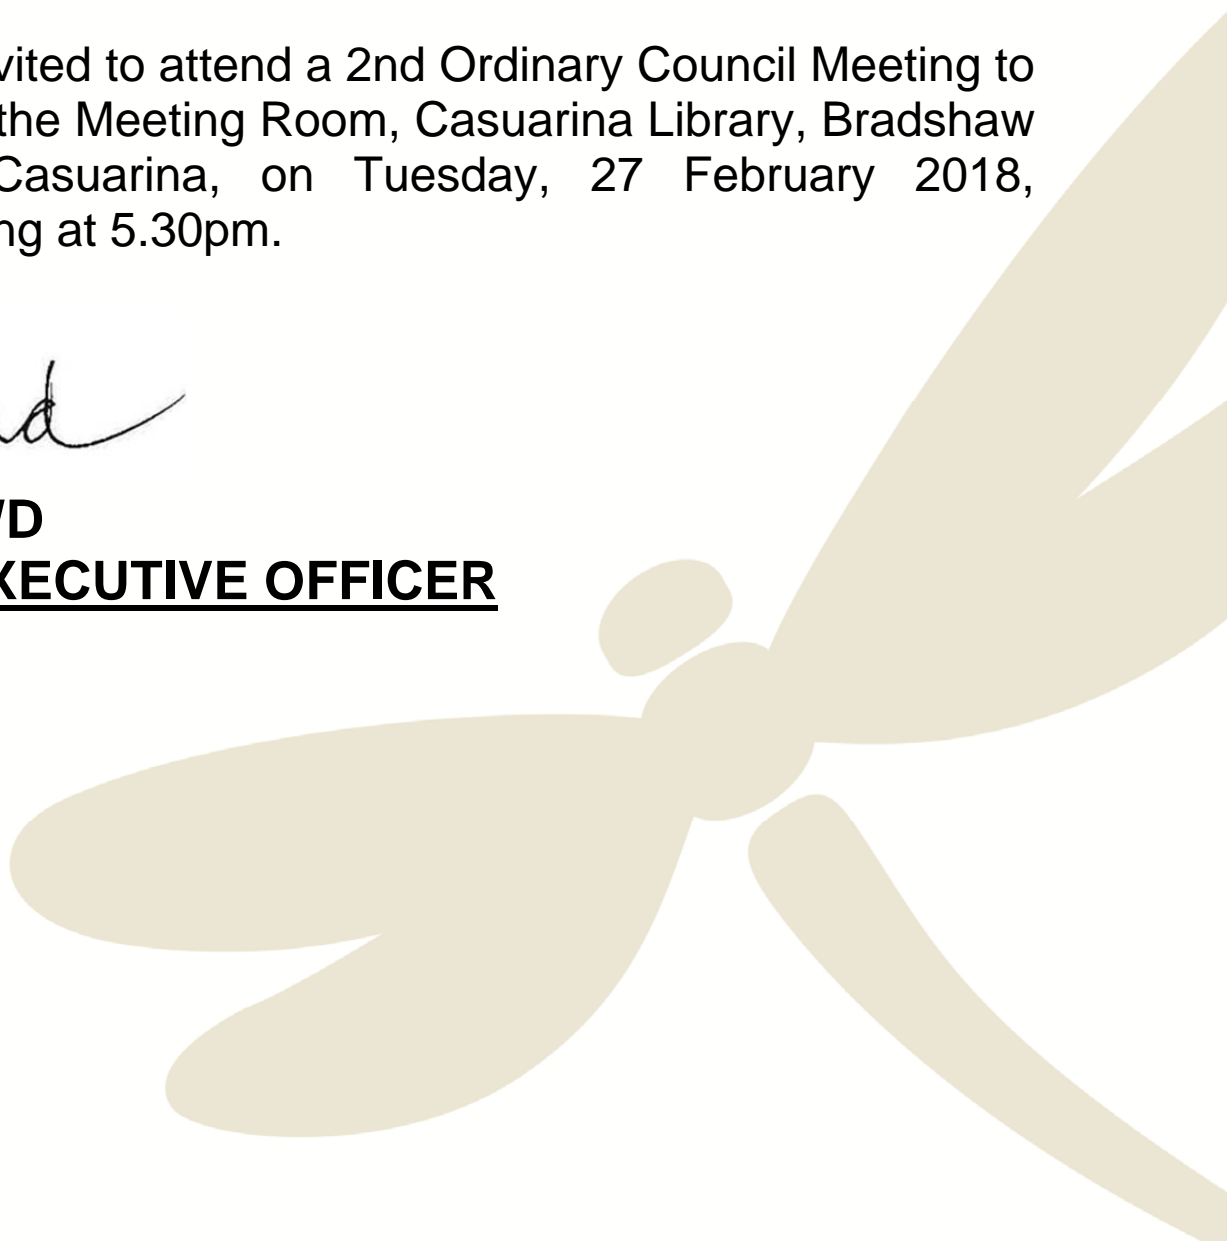 vited to attend a 2nd Ordinary Council Meeting to
the Meeting Room, Casuarina Library, Bradshaw
Casuarina, on Tuesday, 27 February 2018,
ng at 5.30pm.
D
XECUTIVE OFFICER